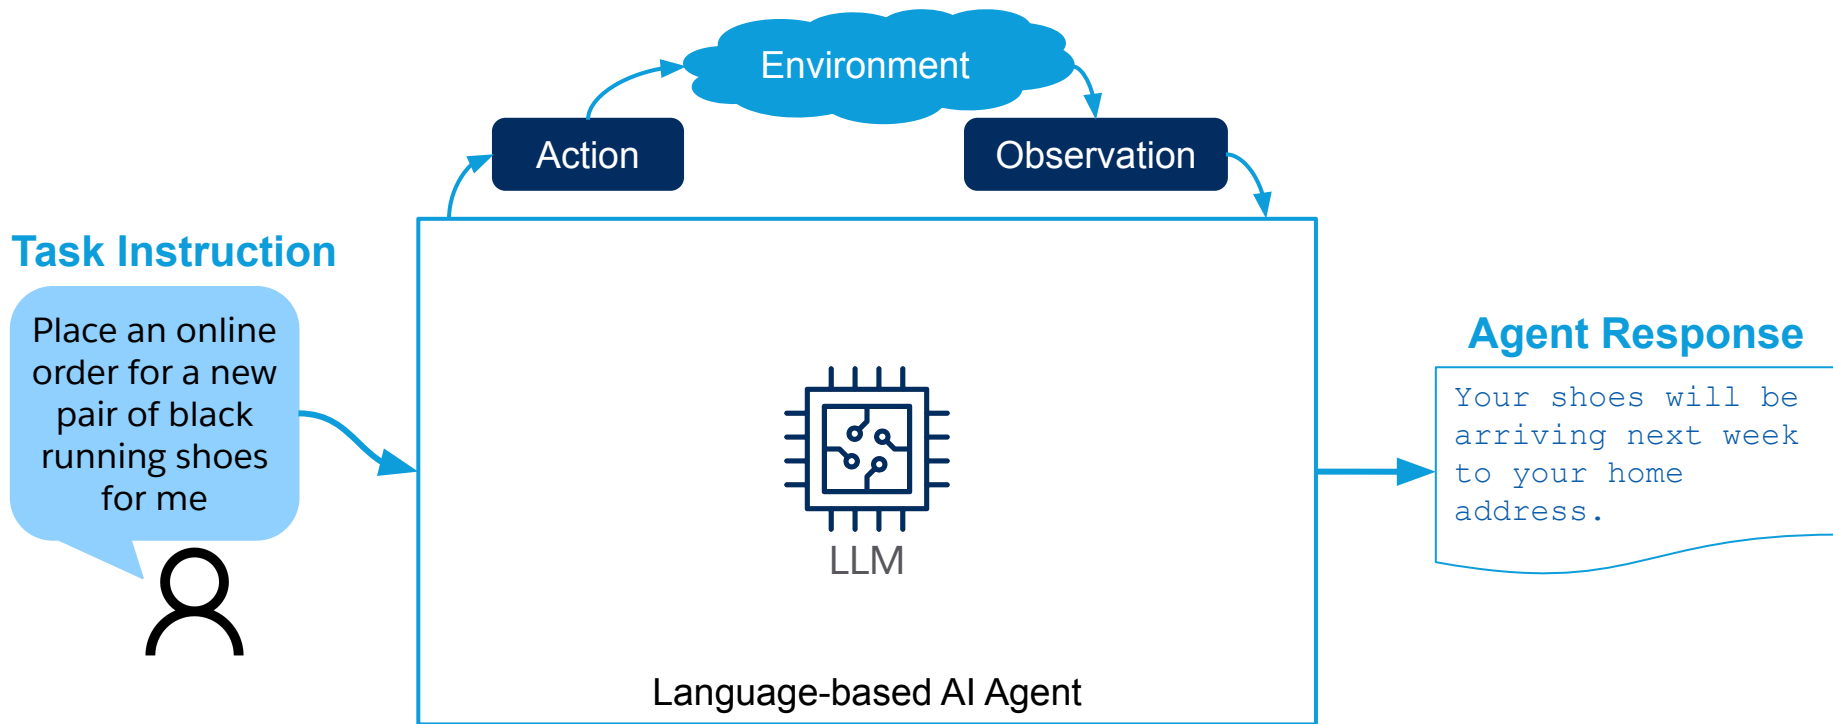 Environment
Action
Observation
Task Instruction
Place an online
order for a new
pair of black
running shoes
for me
LLM
Language-based AI Agent
Agent Response
Your shoes will be
arriving next week
to your home
address.